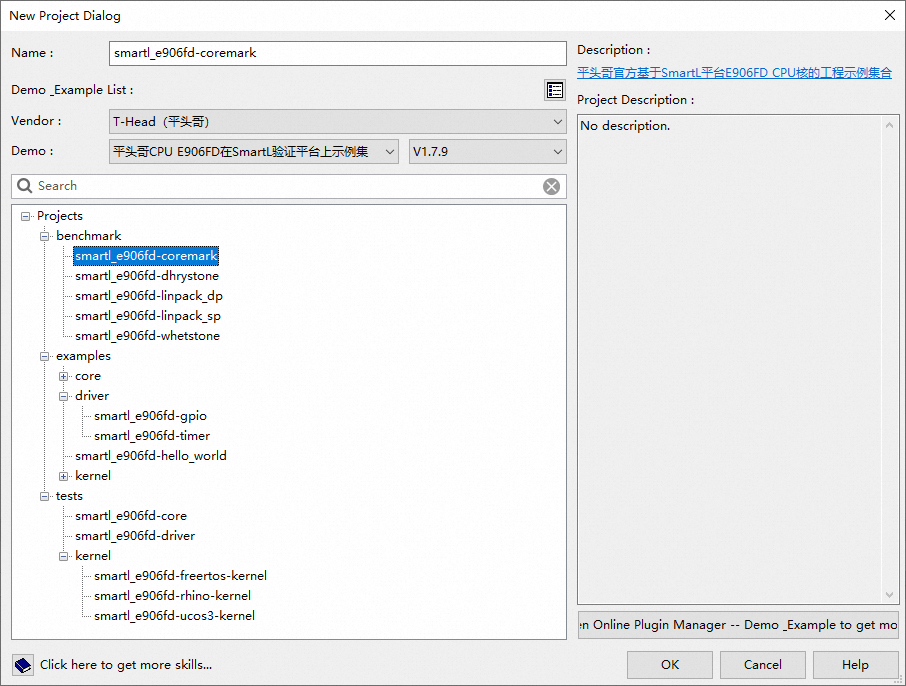 New Project Dialog
Name :
smartl_e906fd-coremark
Description :
平头哥官方基于SmartL平台E906FD CPU核的工程示例集合
Demo _Example List :
Project Description :
Vendor :
T-Head（平头哥）
No description.
Demo :
平头哥CPU E906FD在SmartL验证平台上示例集
V1.7.9
Search
Projects
benchmark
smartl_e906fd-coremark
smartl_e906fd-dhrystone
smartl_e906fd-linpack_dp
smartl_e906fd-linpack_sp
smartl_e906fd-whetstone
examples
core
driver
smartl_e906fd-gpio
smartl_e906fd-timer
smartl_e906fd-hello_world
kernel
tests
smartl_e906fd-core
smartl_e906fd-driver
kernel
smartl_e906fd-freertos-kernel
smartl_e906fd-rhino-kernel
smartl_e906fd-ucos3-kernel
en Online Plugin Manager -- Demo _Example to get mo
Click here to get more skills...
OK
Cancel
Help